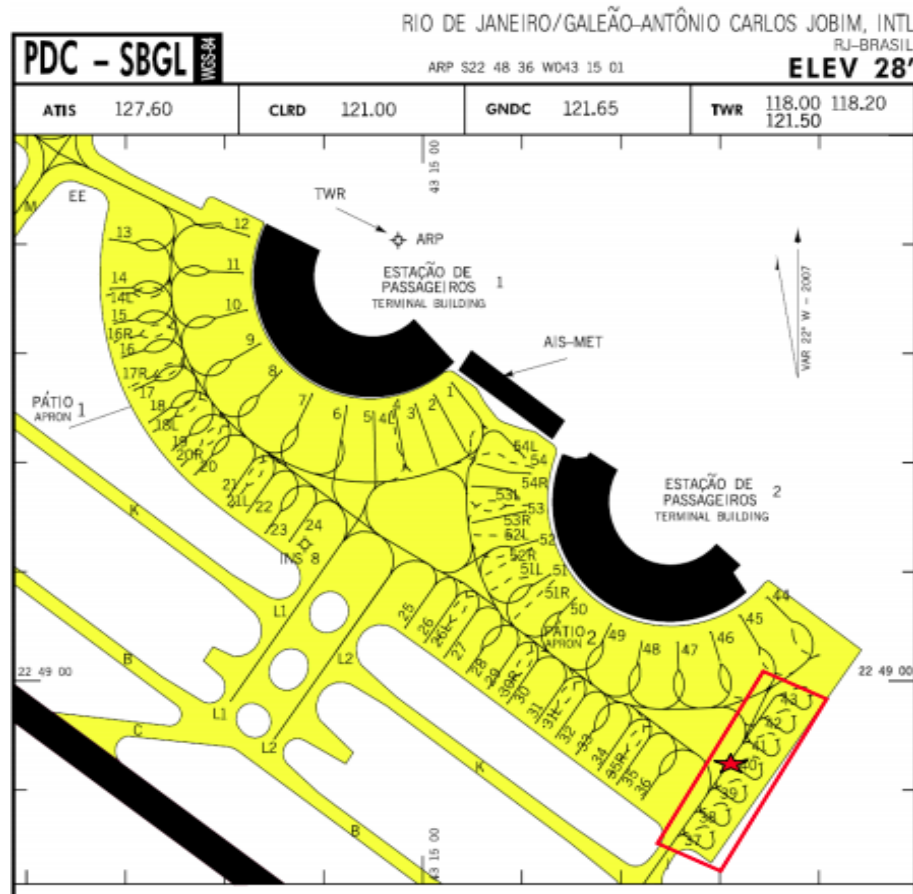 RIO DE JANEIRO/GALEÃO-ANTÔNIO CARLOS JOBIM, INTL
RJ-BRASIL
PDC - SBGL WGS-84
ARP S22 48 36 W043 15 01
ELEV 28'
ATIS 127.60
CLRD 121.00
GNDC 121.65
TWR 118.00 118.20
121.50
43 15 00
TWR
ARP
EE
M
12
13
11
14
14L
10
15
16R
16
9
17R
17
8
18
18L
7
19
20R
20
6
5
4L
4
3
2
1
21
21L
22
23
24
INS 8
ESTAÇÃO DE
PASSAGEIROS 1
TERMINAL BUILDING
AIS-MET
VAR 22° W - 2007
PÁTIO 1
APRON
54L
54
54R
53L
53
53R
52L
52
52R
51L
51
51R
50
ESTAÇÃO DE
PASSAGEIROS 2
TERMINAL BUILDING
PÁTIO 2
APRON
49
48
47
46
45
44
K
B
C
L1
L1
L2
L2
K
B
25
26
26L
27
28
29
30R
30
31
31L
32
33
34
35R
35
36
43
42
41
40
39
38
37
22 49 00
22 49 00
43 15 00